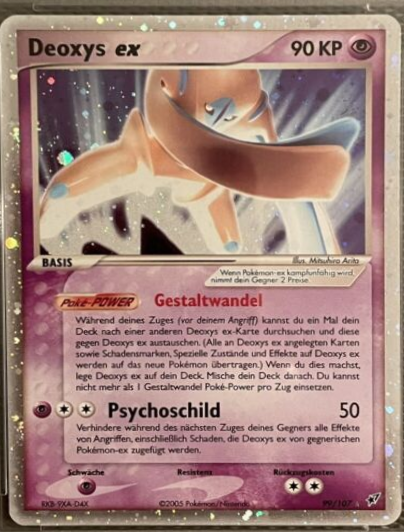 Deoxys ex 90 KP
BASIS
Illus. Mitsuhiro Arita
Wenn Pokémon-ex kampfunfähig wird,
nimmt dein Gegner 2 Preise.
Poké-POWER Gestaltwandel
Während deines Zuges (vor deinem Angriff) kannst du ein Mal dein
Deck nach einer anderen Deoxys ex-Karte durchsuchen und diese
gegen Deoxys ex austauschen. (Alle an Deoxys ex angelegten Karten
sowie Schadensmarken, Spezielle Zustände und Effekte auf Deoxys ex
werden auf das neue Pokémon übertragen.) Wenn du dies machst,
lege Deoxys ex auf dein Deck. Mische dein Deck danach. Du kannst
nicht mehr als 1 Gestaltwandel Poké-Power pro Zug einsetzen.
Psychoschild 50
Verhindere während des nächsten Zuges deines Gegners alle Effekte
von Angriffen, einschließlich Schaden, die Deoxys ex von gegnerischen
Pokémon-ex zugefügt werden.
Schwäche Resistenz Rückzugskosten
RXB-9XA-D4X ©2005 Pokémon/Nintendo. 99/107